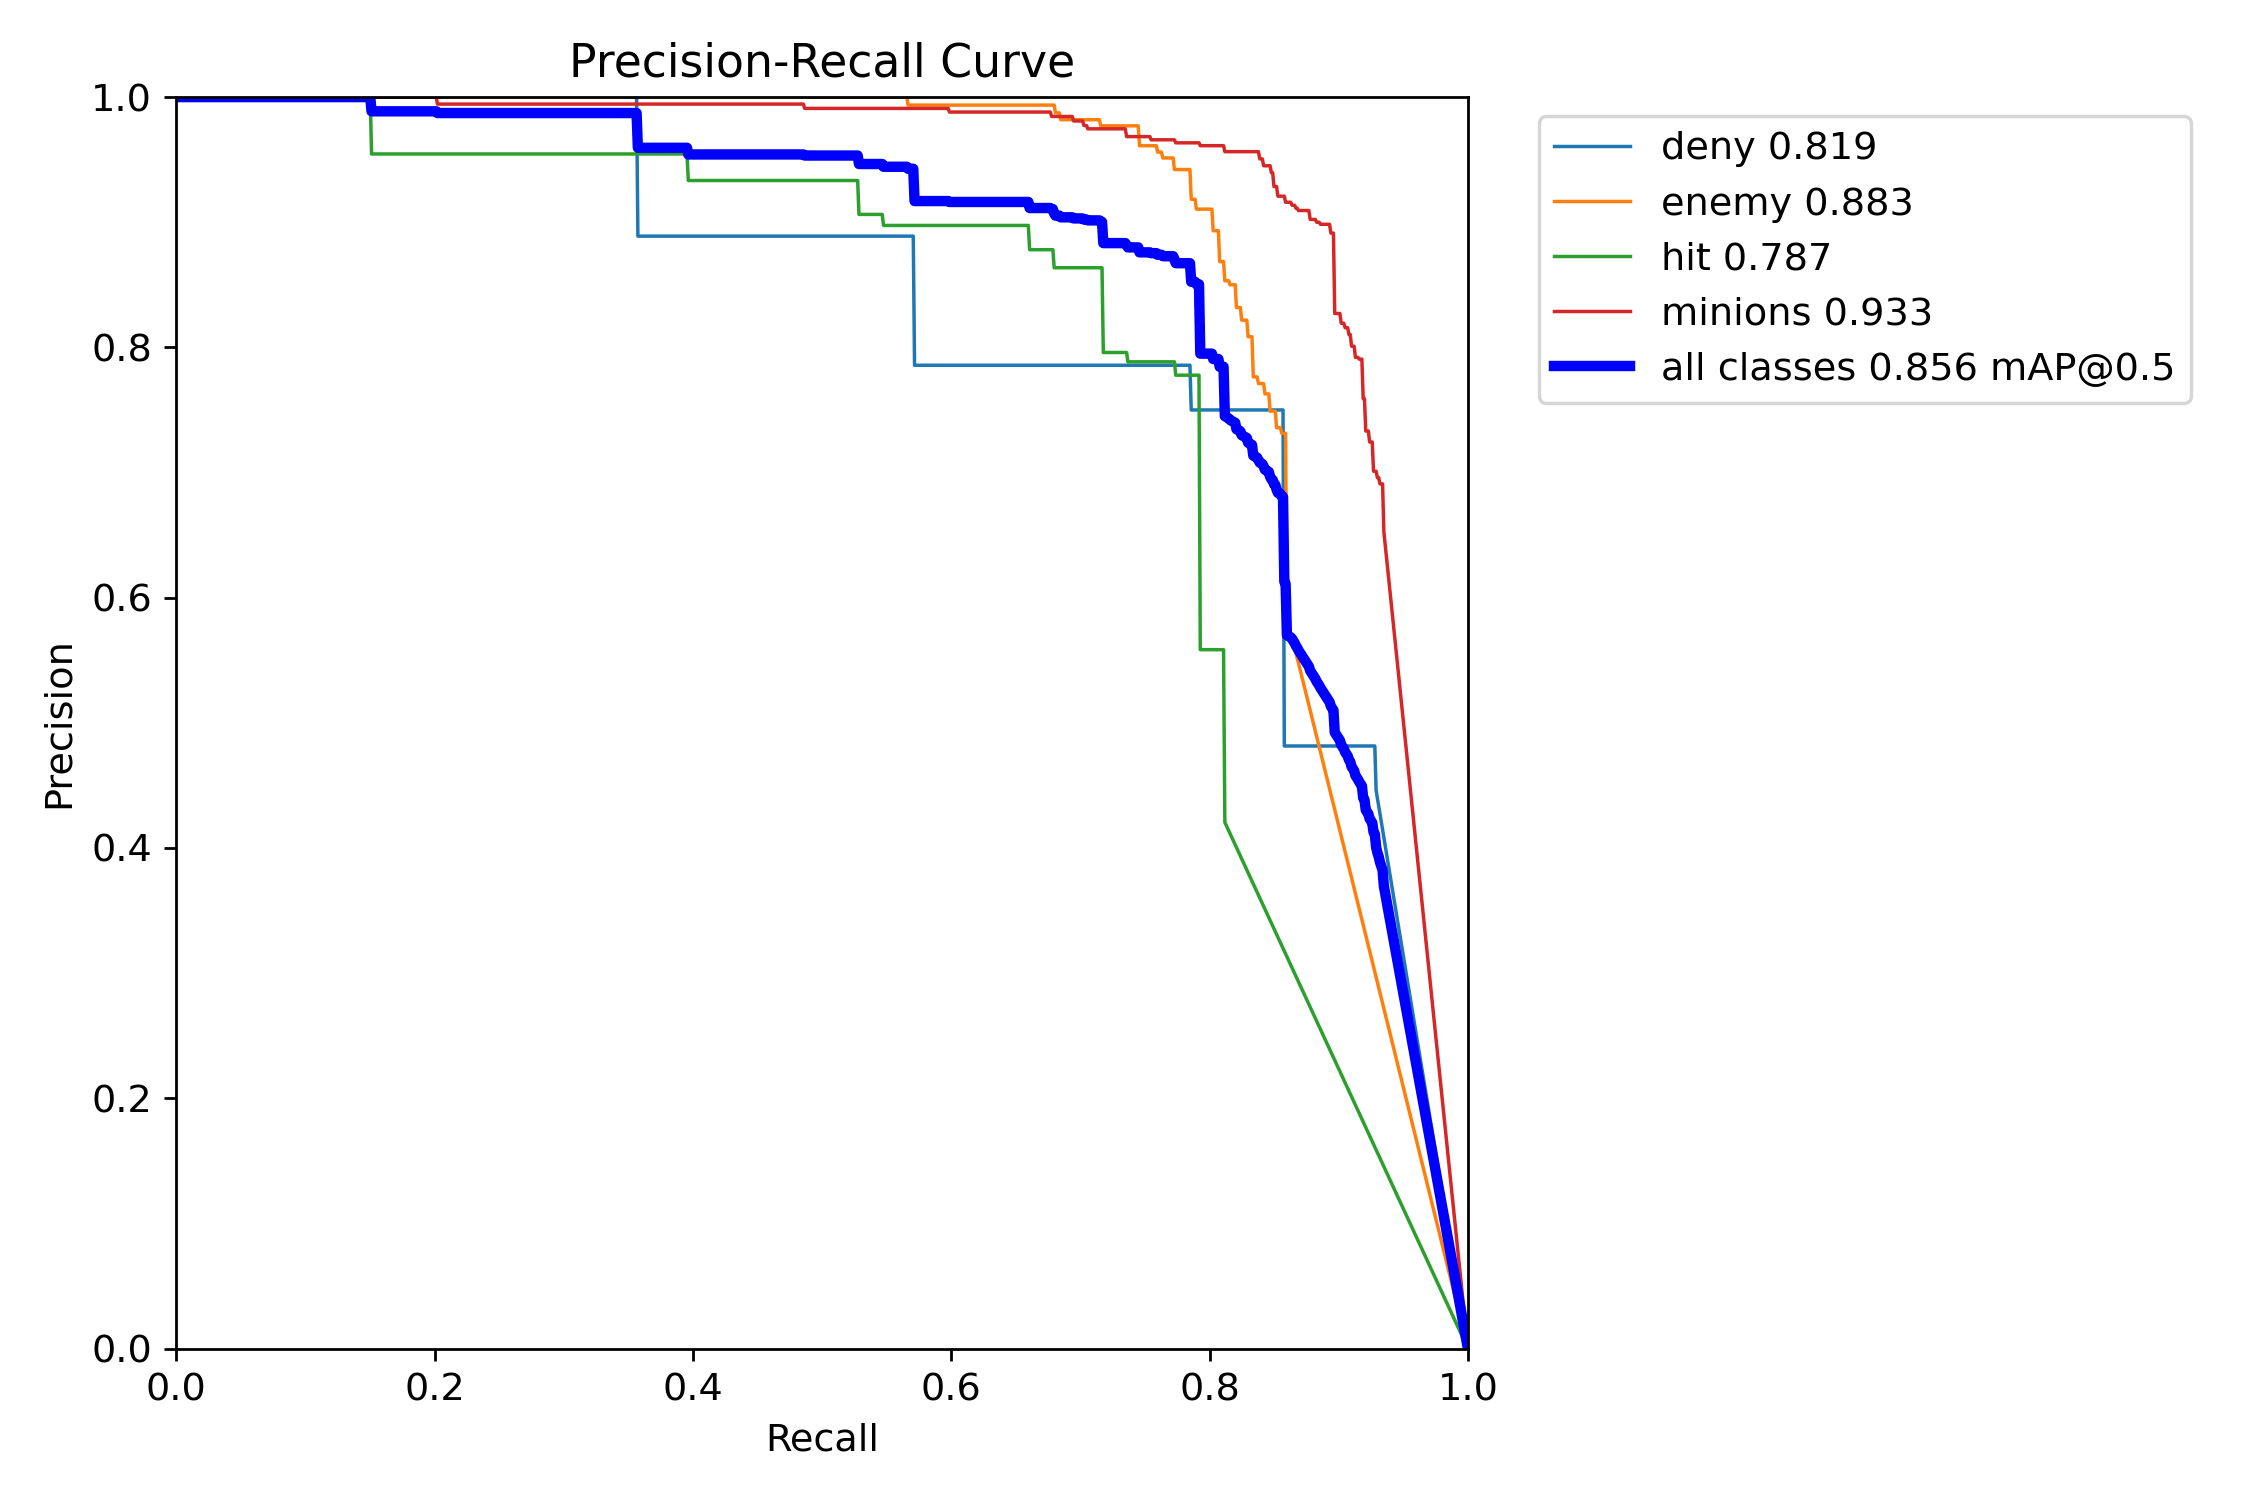 Precision-Recall Curve
1.0
0.8
0.6
0.4
0.2
0.0
Precision
0.0 0.2 0.4 0.6 0.8 1.0
Recall
deny 0.819
enemy 0.883
hit 0.787
minions 0.933
all classes 0.856 mAP@0.5